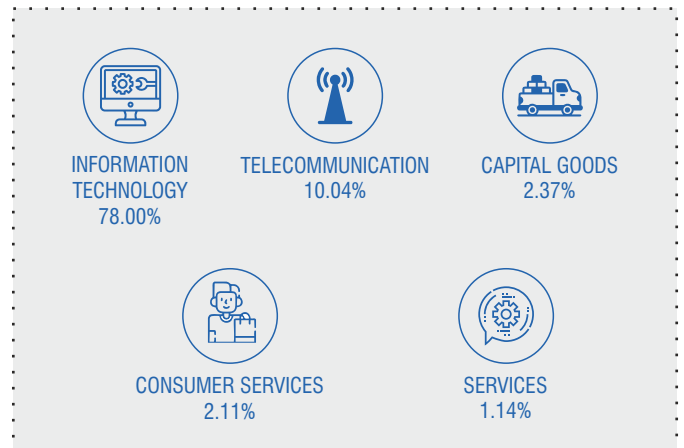 INFORMATION
TECHNOLOGY
78.00%
TELECOMMUNICATION
10.04%
CAPITAL GOODS
2.37%
CONSUMER SERVICES
2.11%
SERVICES
1.14%